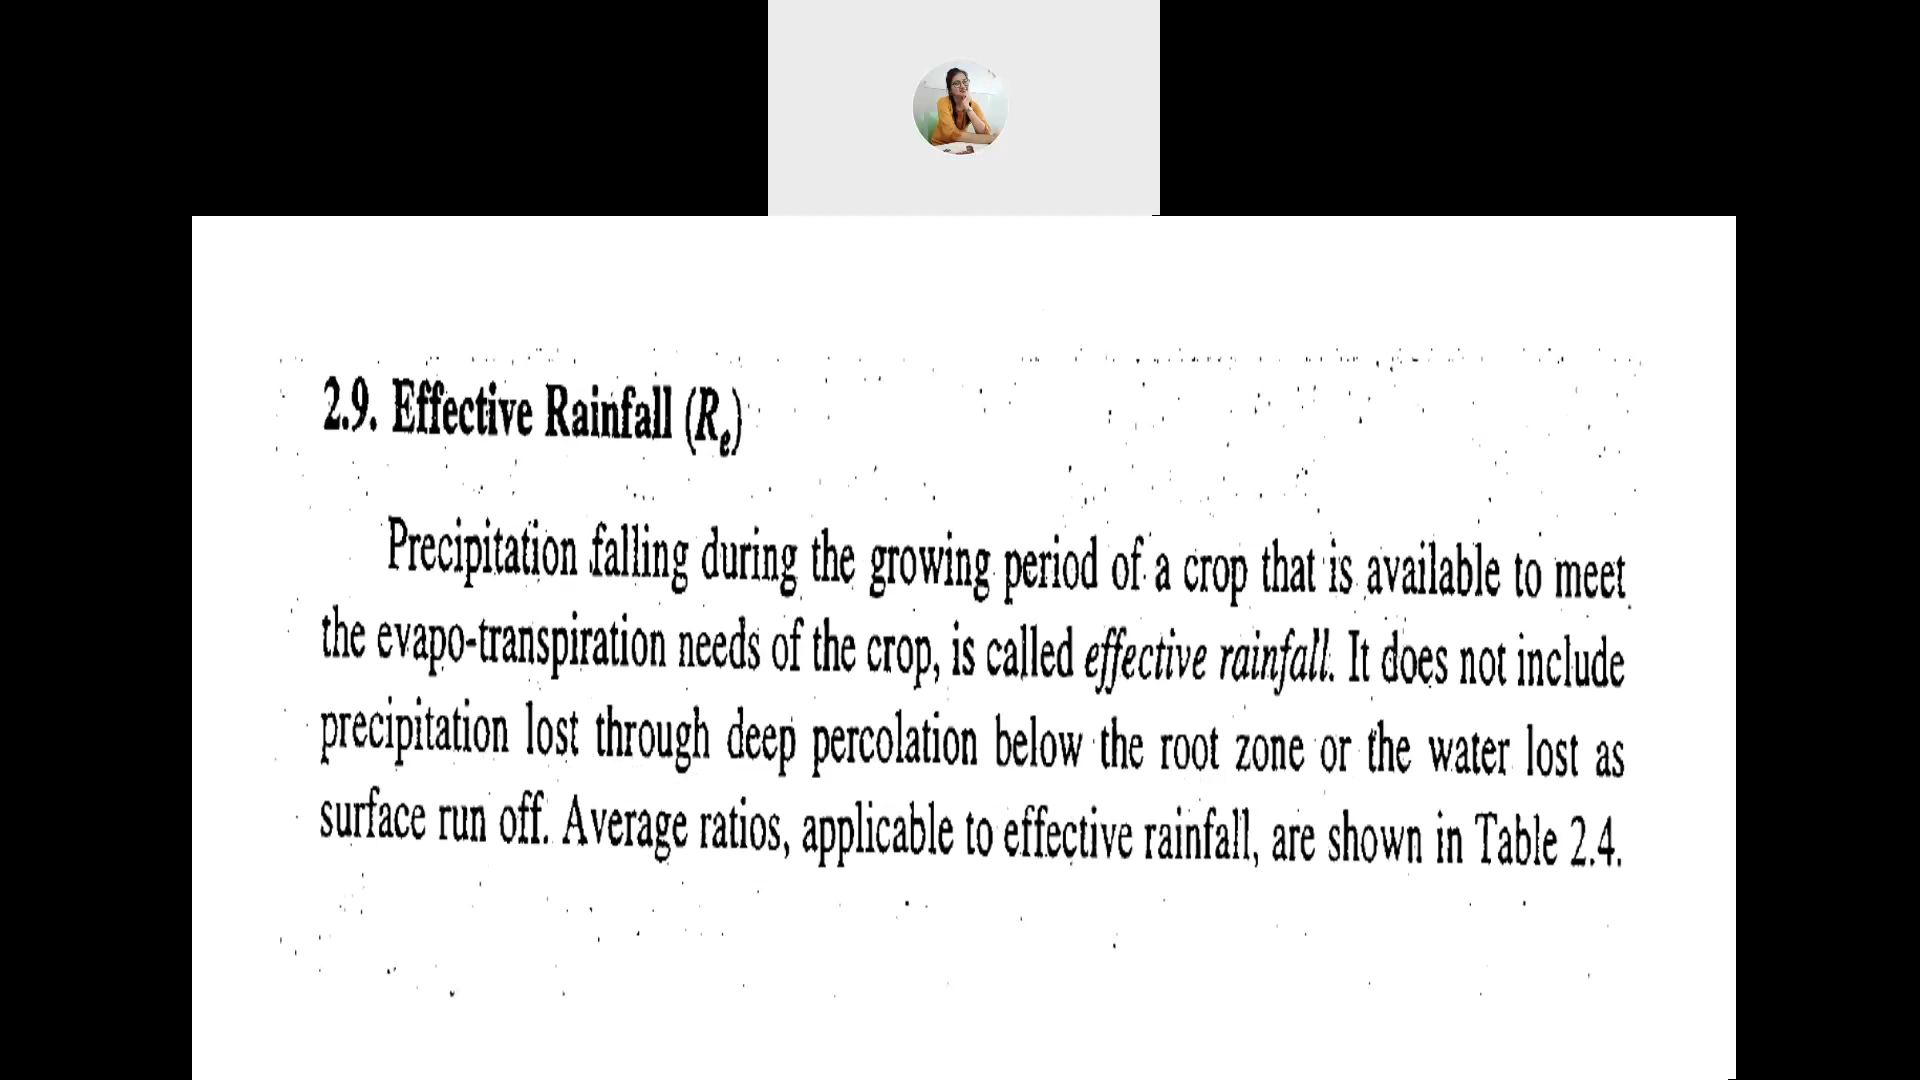 2.9. Effective Rainfall (Re)
Precipitation falling during the growing period of a crop that is available to meet
the evapo-transpiration needs of the crop, is called effective rainfall. It does not include
precipitation lost through deep percolation below the root zone or the water lost as
surface run off. Average ratios, applicable to effective rainfall, are shown in Table 2.4.